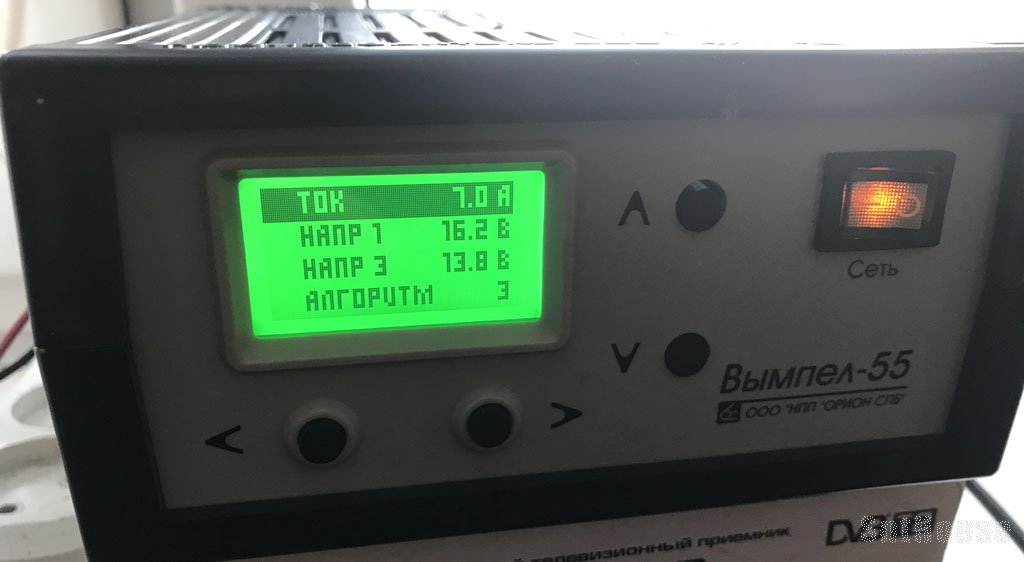 ТОК 7.0 А
НАПР 1 16.2 В
НАПР 3 13.8 В
АЛГОРИТМ 3
Сеть
Вымпел-55
ООО "НПП "ОРИОН СПБ"
телевизионный приемник
DVB T2